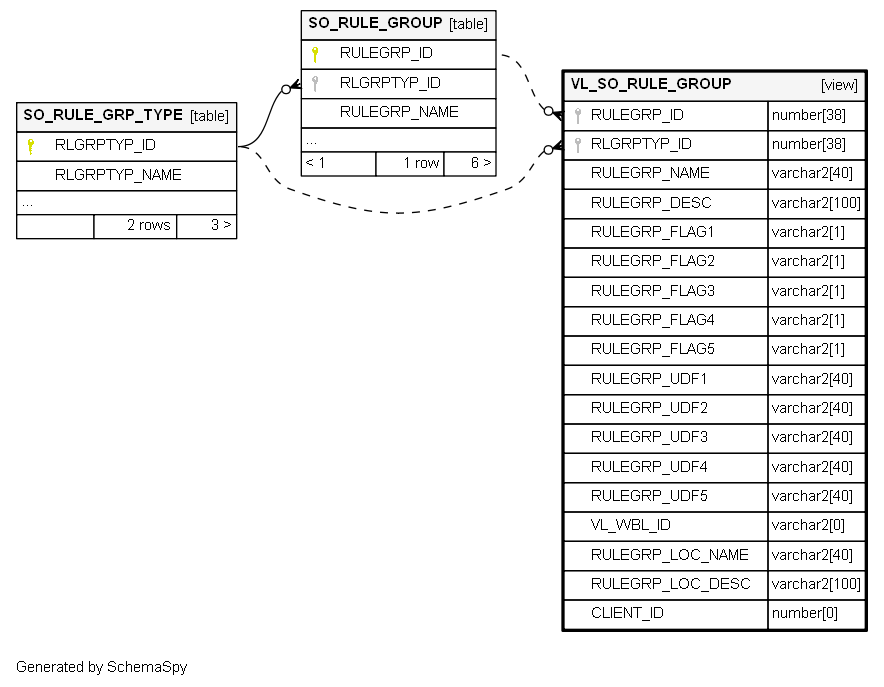 SO_RULE_GROUP [table]
RULEGRP_ID
RLGRPTYP_ID
RULEGRP_NAME
...
< 1 1 row 6 >
SO_RULE_GRP_TYPE [table]
RLGRPTYP_ID
RLGRPTYP_NAME
...
2 rows 3 >
VL_SO_RULE_GROUP [view]
RULEGRP_ID number[38]
RLGRPTYP_ID number[38]
RULEGRP_NAME varchar2[40]
RULEGRP_DESC varchar2[100]
RULEGRP_FLAG1 varchar2[1]
RULEGRP_FLAG2 varchar2[1]
RULEGRP_FLAG3 varchar2[1]
RULEGRP_FLAG4 varchar2[1]
RULEGRP_FLAG5 varchar2[1]
RULEGRP_UDF1 varchar2[40]
RULEGRP_UDF2 varchar2[40]
RULEGRP_UDF3 varchar2[40]
RULEGRP_UDF4 varchar2[40]
RULEGRP_UDF5 varchar2[40]
VL_WBL_ID varchar2[0]
RULEGRP_LOC_NAME varchar2[40]
RULEGRP_LOC_DESC varchar2[100]
CLIENT_ID number[0]
Generated by SchemaSpy